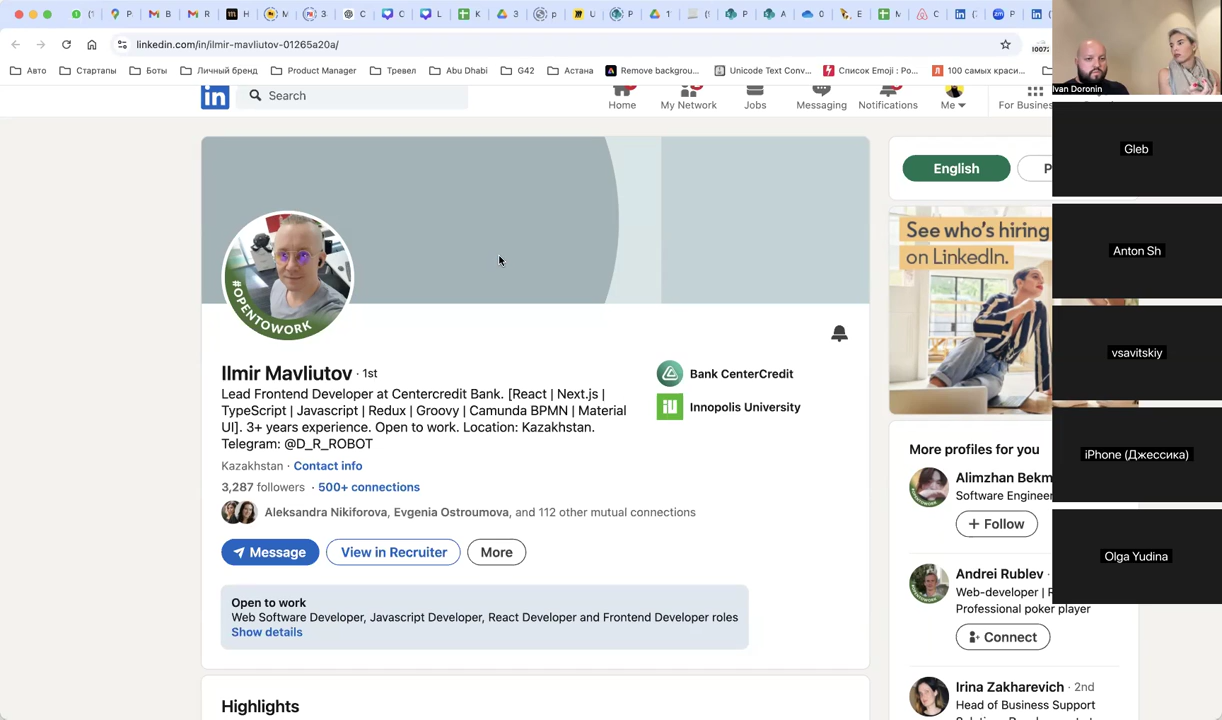 linkedin.com/in/ilmir-mavliutov-01265a20a/
Авто
Стартапы
Боты
Личный бренд
Product Manager
Тревел
Abu Dhabi
G42
Астана
Remove backgrou...
Unicode Text Conv...
Список Emoji : Po...
100 самых краси...
in
Search
Home
My Network
Jobs
Messaging
Notifications
Me
For Busines
#OPENTOWORK
Ilmir Mavliutov · 1st
Lead Frontend Developer at Centercredit Bank. [React | Next.js |
TypeScript | Javascript | Redux | Groovy | Camunda BPMN | Material
UI]. 3+ years experience. Open to work. Location: Kazakhstan.
Telegram: @D_R_ROBOT
Kazakhstan · Contact info
3,287 followers · 500+ connections
Aleksandra Nikiforova, Evgenia Ostroumova, and 112 other mutual connections
Message
View in Recruiter
More
Bank CenterCredit
Innopolis University
Open to work
Web Software Developer, Javascript Developer, React Developer and Frontend Developer roles
Show details
Highlights
English
See who's hiring
on LinkedIn.
More profiles for you
Alimzhan Bekm
Software Engineer
+ Follow
Andrei Rublev ·
Web-developer |
Professional poker player
Connect
Irina Zakharevich · 2nd
Head of Business Support
Ivan Doronin
Gleb
Anton Sh
vsavitskiy
iPhone (Джессика)
Olga Yudina